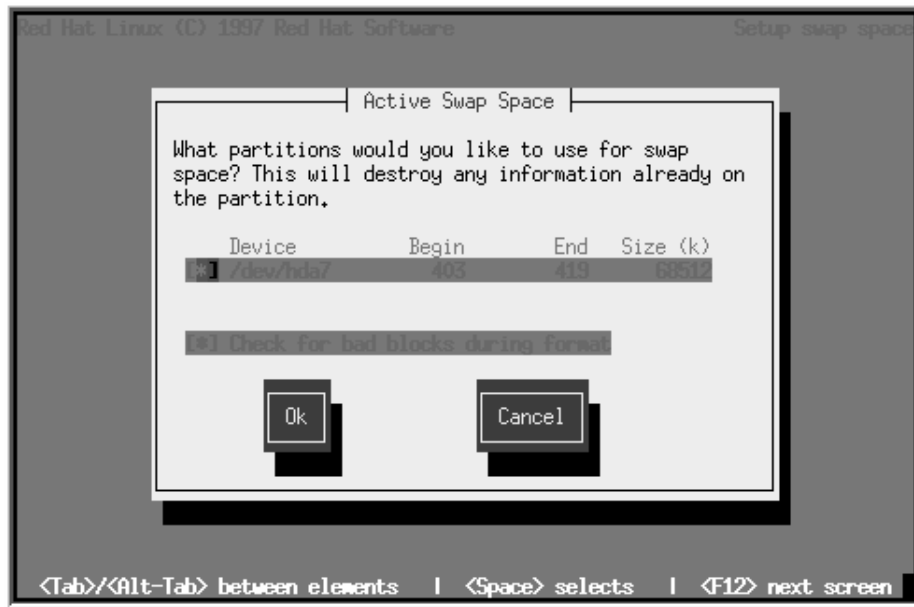 Red Hat Linux (C) 1997 Red Hat Software Setup swap space
Active Swap Space
What partitions would you like to use for swap
space? This will destroy any information already on
the partition.
Device Begin End Size (k)
[*] /dev/hda7 403 419 68512
[*] Check for bad blocks during format
Ok Cancel
<Tab>/<Alt-Tab> between elements | <Space> selects | <F12> next screen